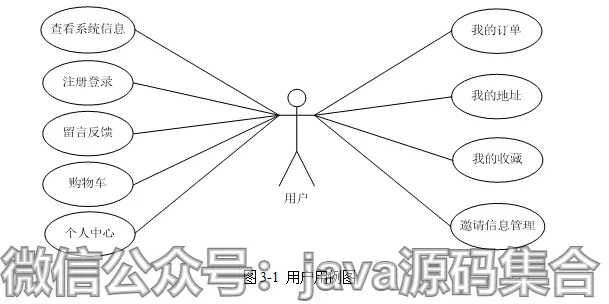 查看系统信息
注册登录
留言反馈
购物车
个人中心
用户
我的订单
我的地址
我的收藏
邀请信息管理
图3-1 用户用例图
微信公众号：java源码集合